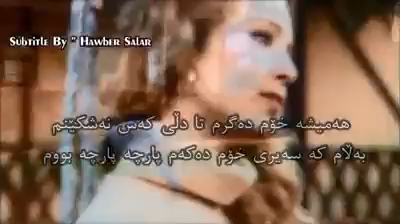 Subtitle By " Hawber Salar
هەمیشە خۆم دەگرم تا دڵی کەس نەشکێنم
بەڵام کە سەیری خۆم دەکەم پارچە پارچە بووم